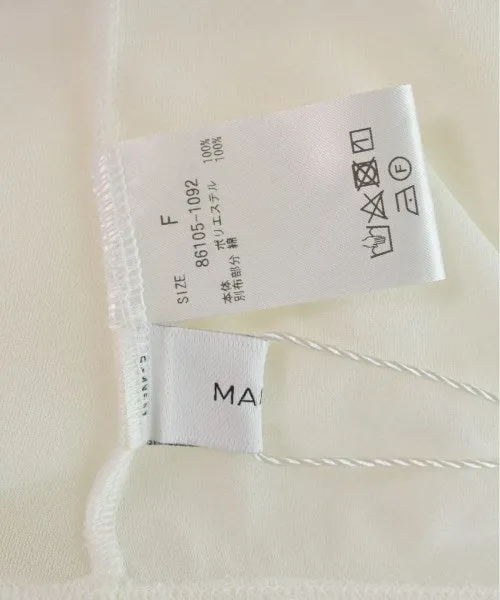 SIZE F
86105-1092
本体 ポリエステル 100%
別布部分 綿 100%
F
MA